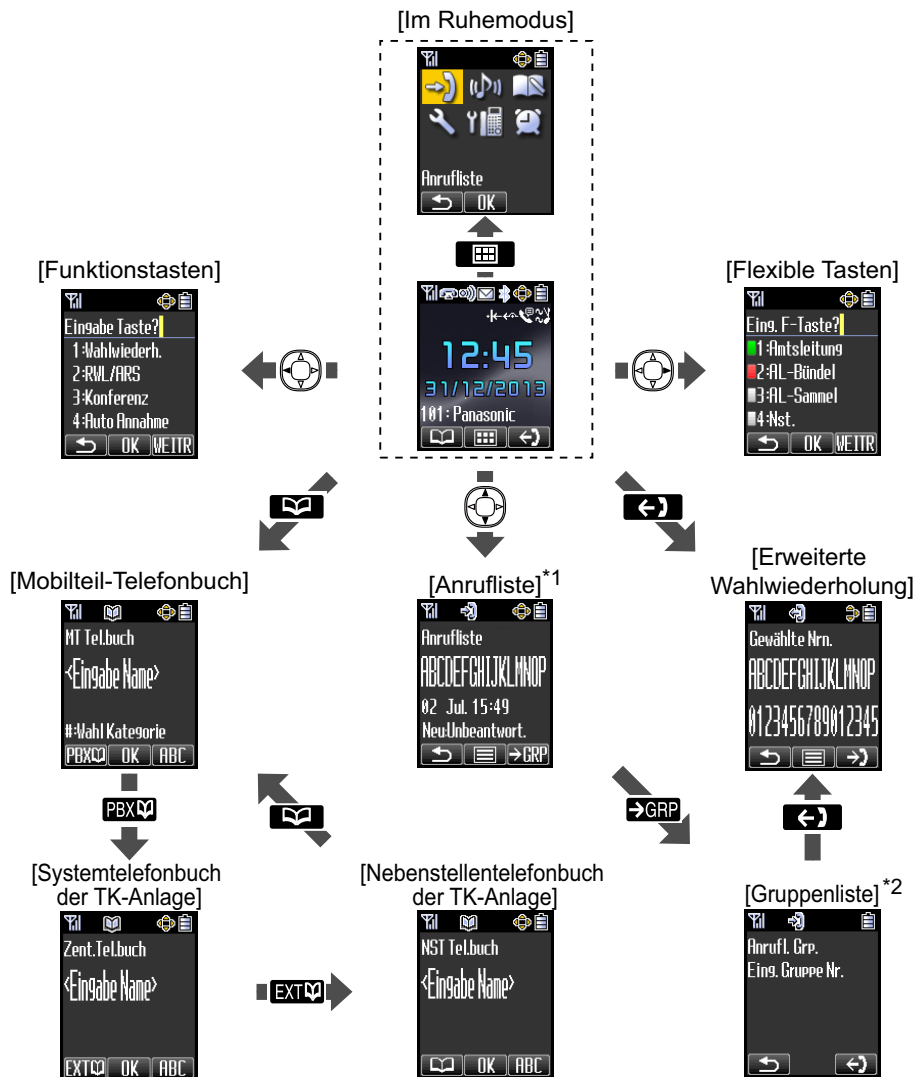 [Im Ruhemodus]
Anrufliste
OK
[Funktionstasten]
Eingabe Taste?
1:Wahlwiederh.
2:RWL/ARS
3:Konferenz
4:Auto Annahme
OK WEITR
12:45
31/12/2013
101: Panasonic
[Flexible Tasten]
Eing. F-Taste?
1:Amtsleitung
2:AL-Bündel
3:AL-Sammel
4:Nst.
OK WEITR
[Mobilteil-Telefonbuch]
MT Tel.buch
<Eingabe Name>
#:Wahl Kategorie
PBX OK ABC
[Anrufliste]*1
Anrufliste
ABCDEFGHIJKLMNOP
02 Jul. 15:49
Neu:Unbeantwort.
→GRP
[Erweiterte
Wahlwiederholung]
Gewählte Nrn.
ABCDEFGHIJKLMNOP
0123456789012345
PBX
→GRP
[Systemtelefonbuch
der TK-Anlage]
Zent.Tel.buch
<Eingabe Name>
EXT OK ABC
EXT
[Nebenstellentelefonbuch
der TK-Anlage]
NST Tel.buch
<Eingabe Name>
OK ABC
[Gruppenliste]*2
Anrufl. Grp.
Eing. Gruppe Nr.